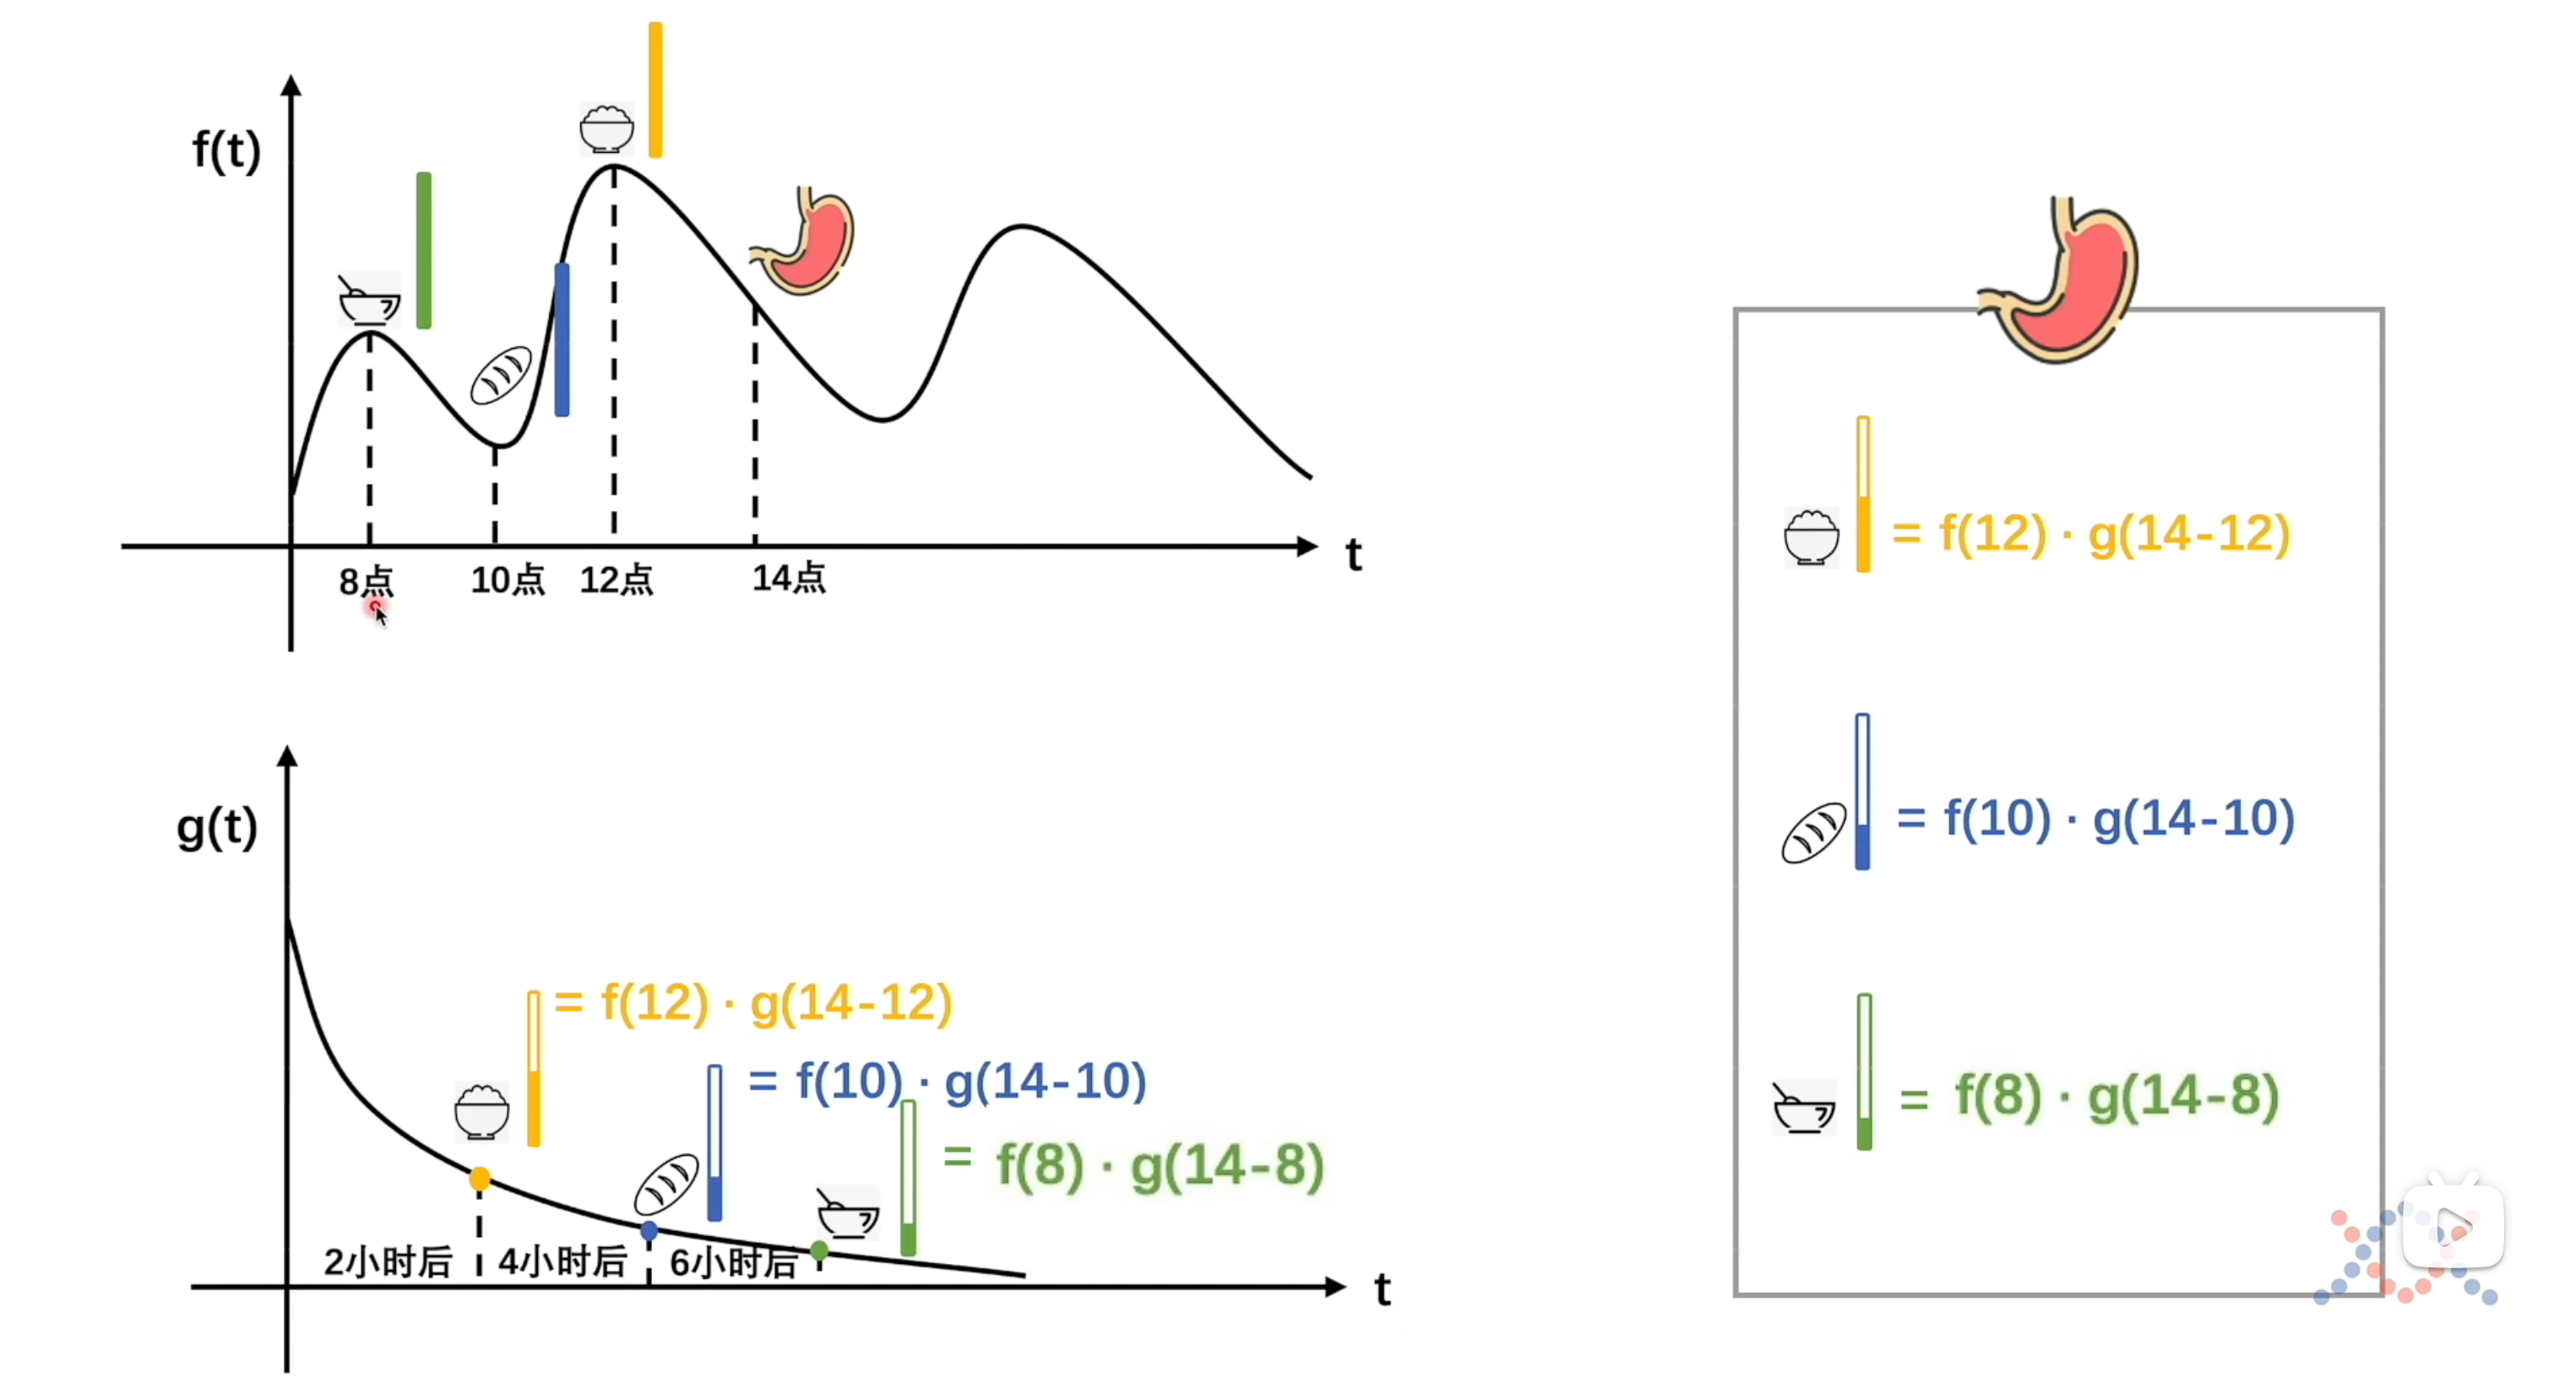 f(t)
8点
10点
12点
14点
t
g(t)
= f(12) · g(14-12)
= f(10) · g(14-10)
= f(8) · g(14-8)
2小时后
4小时后
6小时后
t
= f(12) · g(14-12)
= f(10) · g(14-10)
= f(8) · g(14-8)